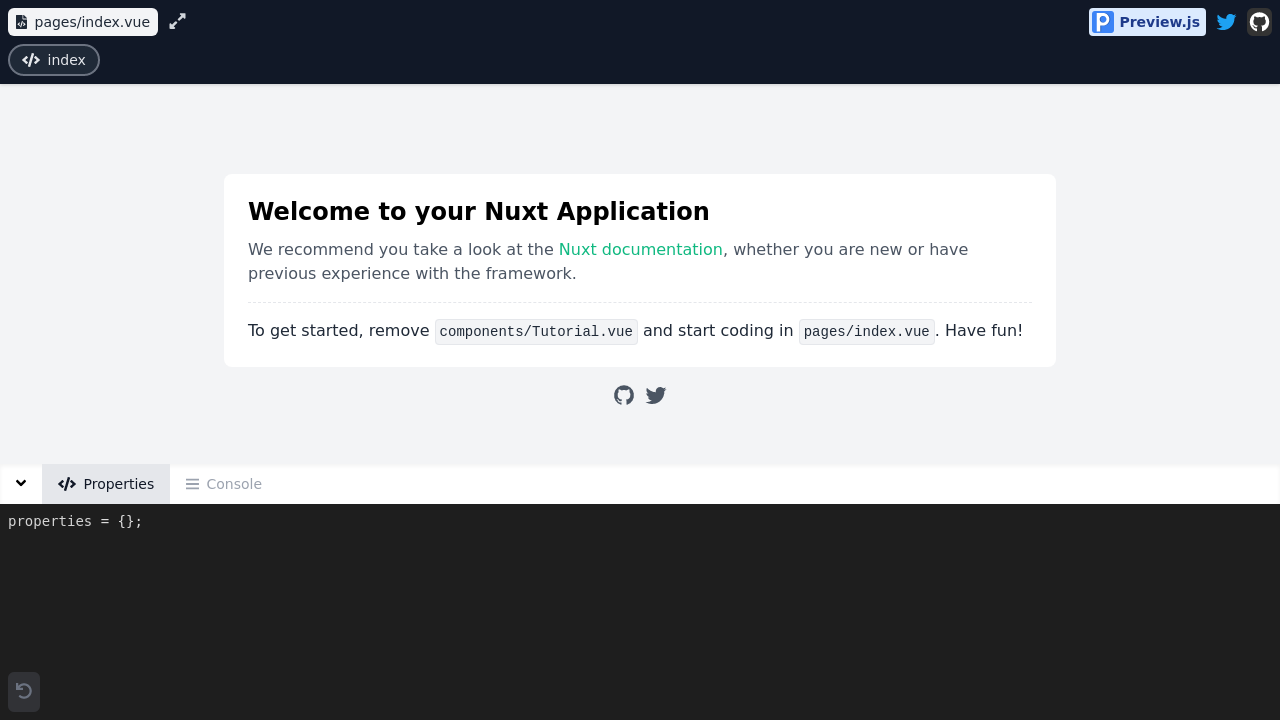 pages/index.vue
Preview.js
index
Welcome to your Nuxt Application
We recommend you take a look at the Nuxt documentation, whether you are new or have
previous experience with the framework.
To get started, remove components/Tutorial.vue and start coding in pages/index.vue. Have fun!
Properties
Console
properties = {};